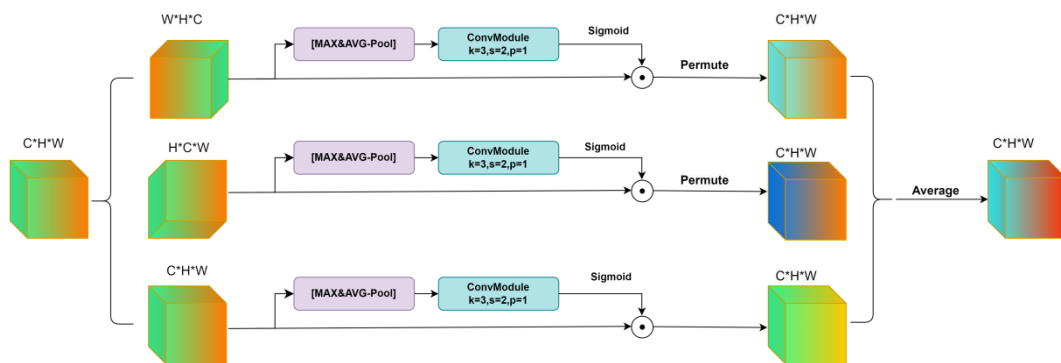 W*H*C
[MAX&AVG-Pool]
ConvModule
k=3,s=2,p=1
Sigmoid
Permute
C*H*W
C*H*W
H*C*W
[MAX&AVG-Pool]
ConvModule
k=3,s=2,p=1
Sigmoid
Permute
C*H*W
Average
C*H*W
C*H*W
[MAX&AVG-Pool]
ConvModule
k=3,s=2,p=1
Sigmoid
C*H*W